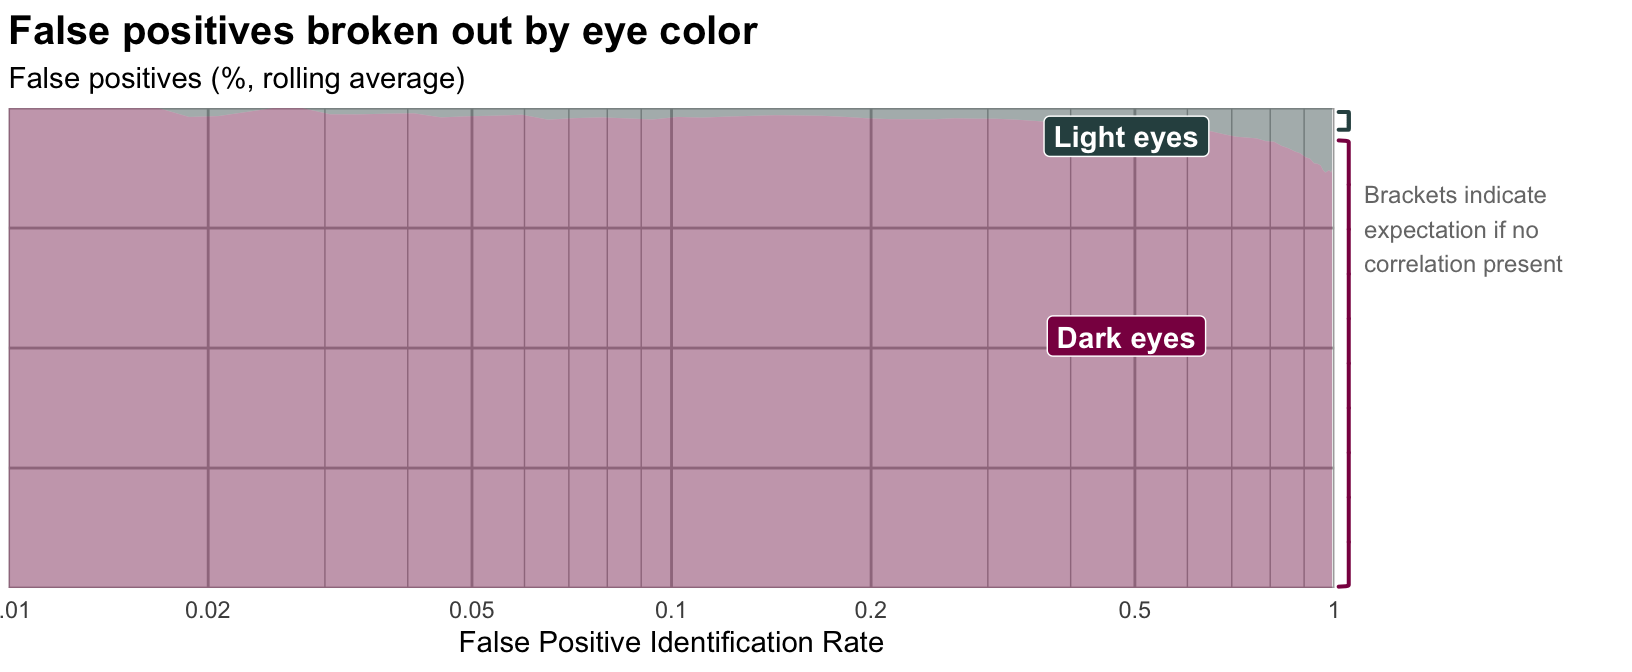 False positives broken out by eye color
False positives (%, rolling average)
Light eyes
Brackets indicate
expectation if no
correlation present
Dark eyes
.01 0.02 0.05 0.1 0.2 0.5 1
False Positive Identification Rate